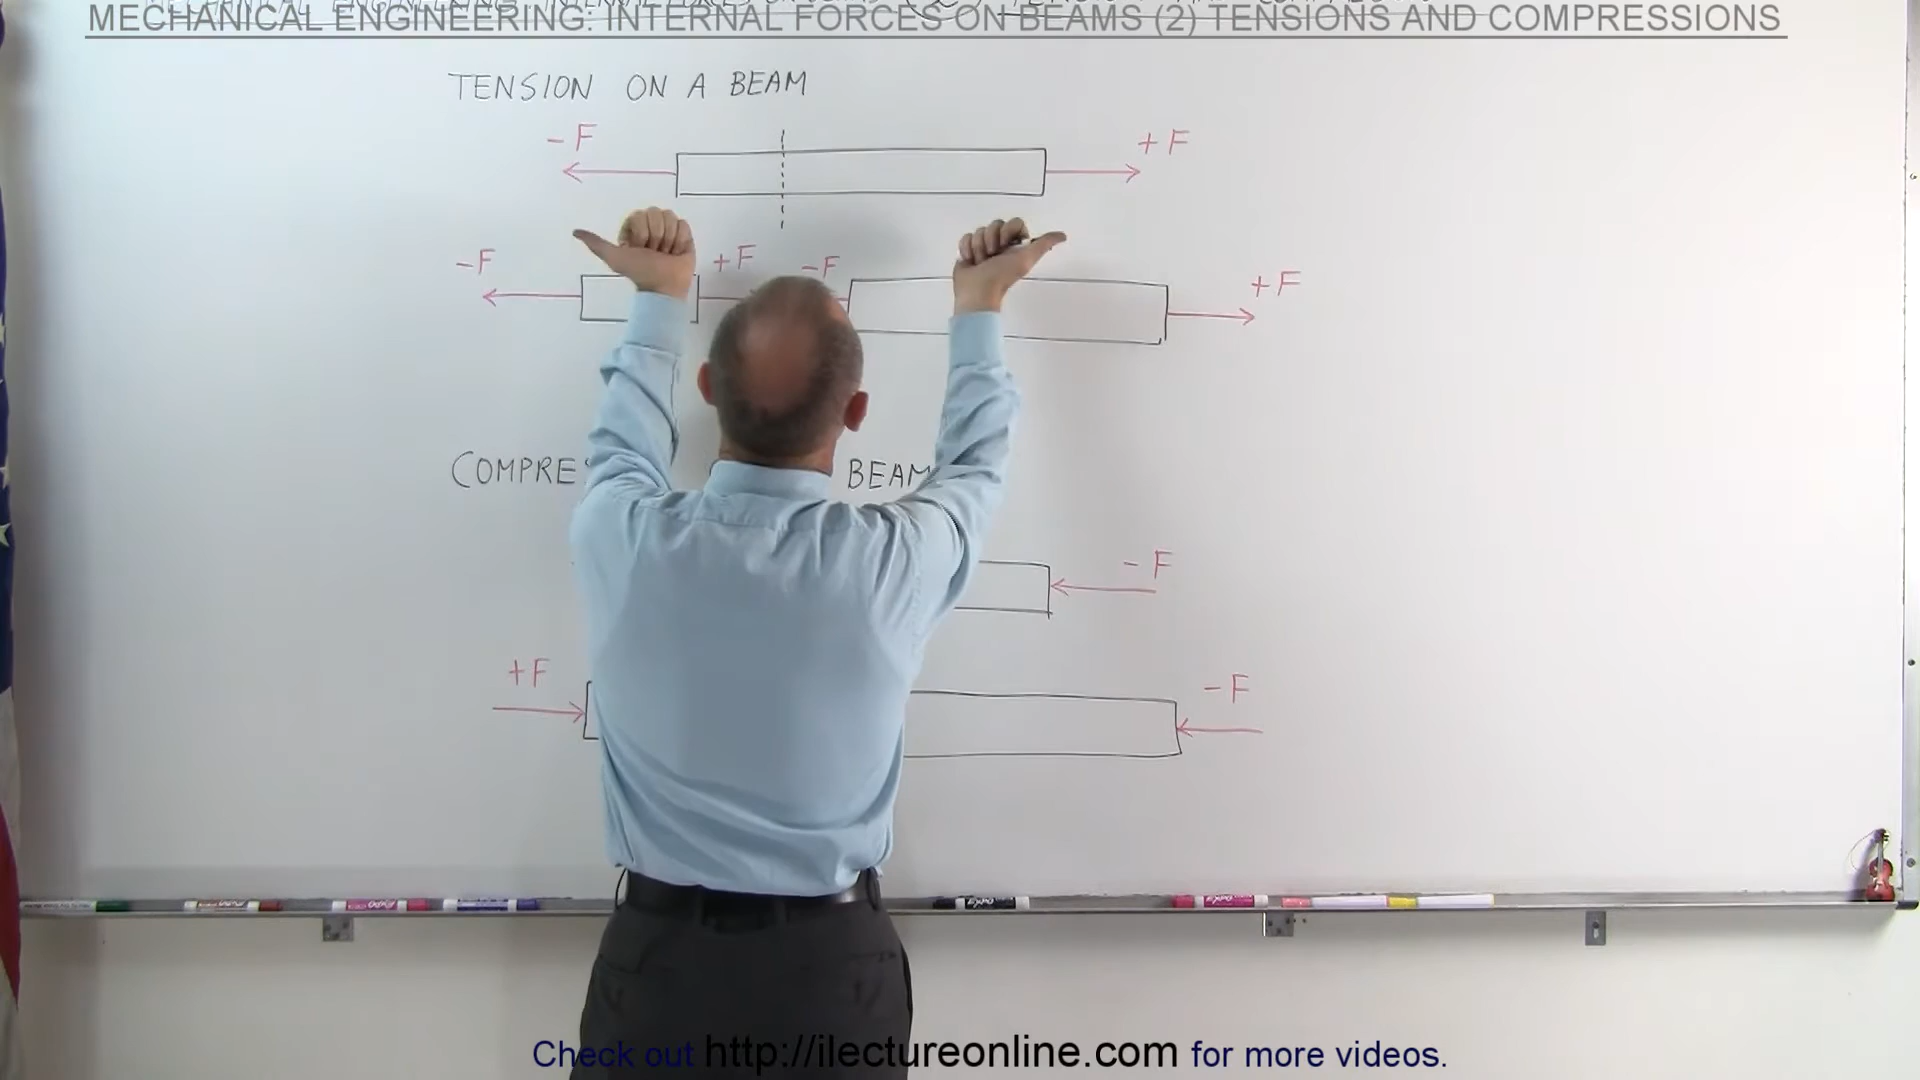 MECHANICAL ENGINEERING: INTERNAL FORCES ON BEAMS (2) TENSIONS AND COMPRESSIONS
TENSION ON A BEAM
- F
+ F
-F
+F
-F
+ F
BEAM
- F
+F
-F
Check out http://ilectureonline.com for more videos.